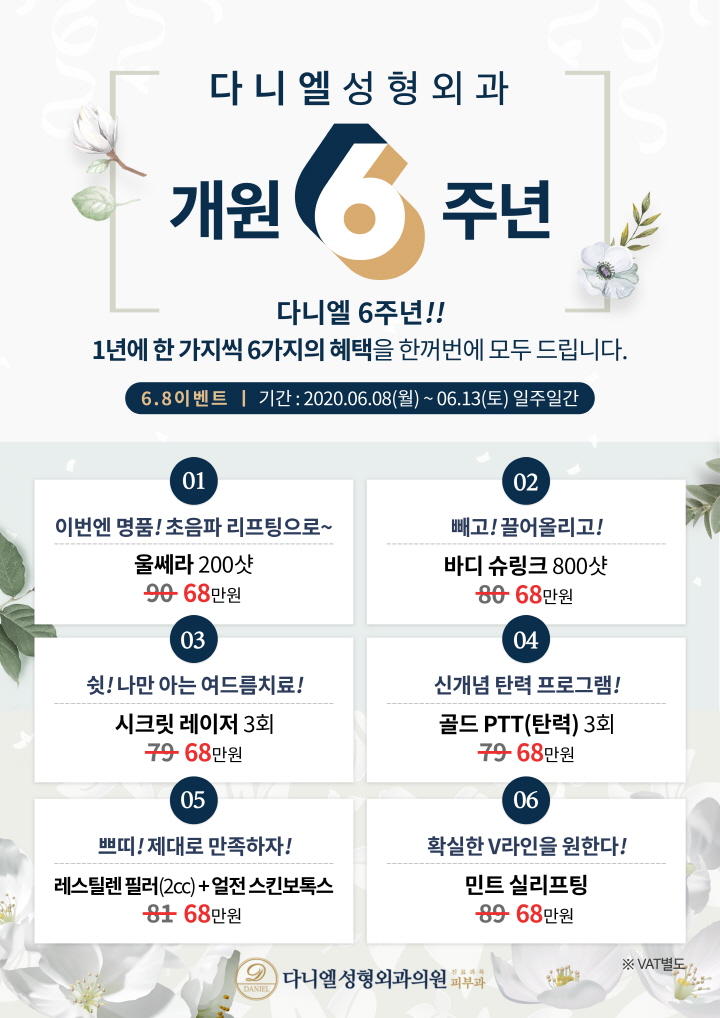 다니엘성형외과
개원 6 주년
다니엘 6주년!!
1년에 한 가지씩 6가지의 혜택을 한꺼번에 모두 드립니다.
6.8이벤트 | 기간 : 2020.06.08(월) ~ 06.13(토) 일주일간
01
이번엔 명품! 초음파 리프팅으로~
울쎄라 200샷
90 68만원
02
빼고! 끌어올리고!
바디 슈링크 800샷
80 68만원
03
쉿! 나만 아는 여드름치료!
시크릿 레이저 3회
79 68만원
04
신개념 탄력 프로그램!
골드 PTT(탄력) 3회
79 68만원
05
쁘띠! 제대로 만족하자!
레스틸렌 필러(2cc) + 얼전 스킨보톡스
81 68만원
06
확실한 V라인을 원한다!
민트 실리프팅
89 68만원
※ VAT별도
D
DANIEL
다니엘성형외과의원 진료과목
피부과